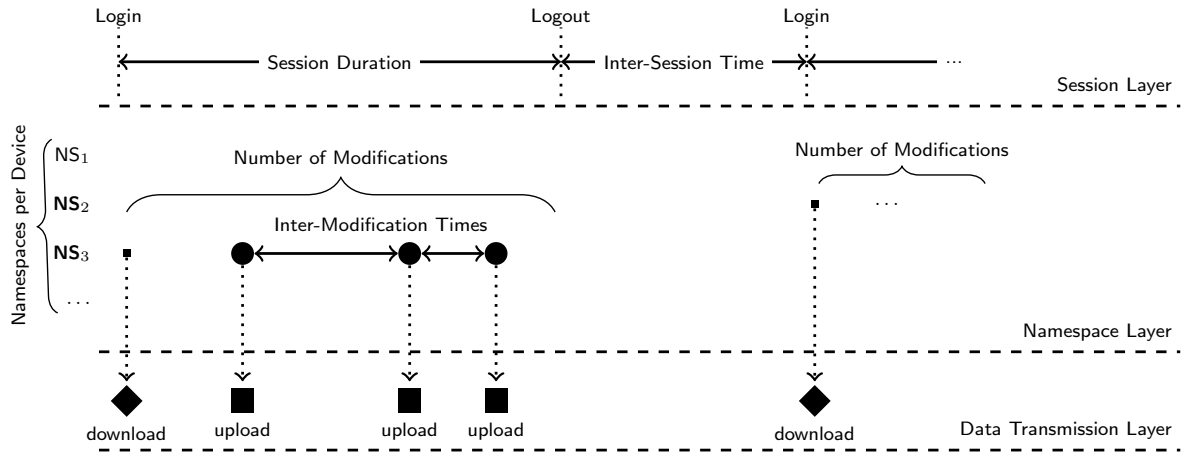 Login
Logout
Login
Session Duration
Inter-Session Time
...
Session Layer
Namespaces per Device
NS1
Number of Modifications
Number of Modifications
NS2
...
Inter-Modification Times
NS3
...
Namespace Layer
download
upload
upload
upload
download
Data Transmission Layer